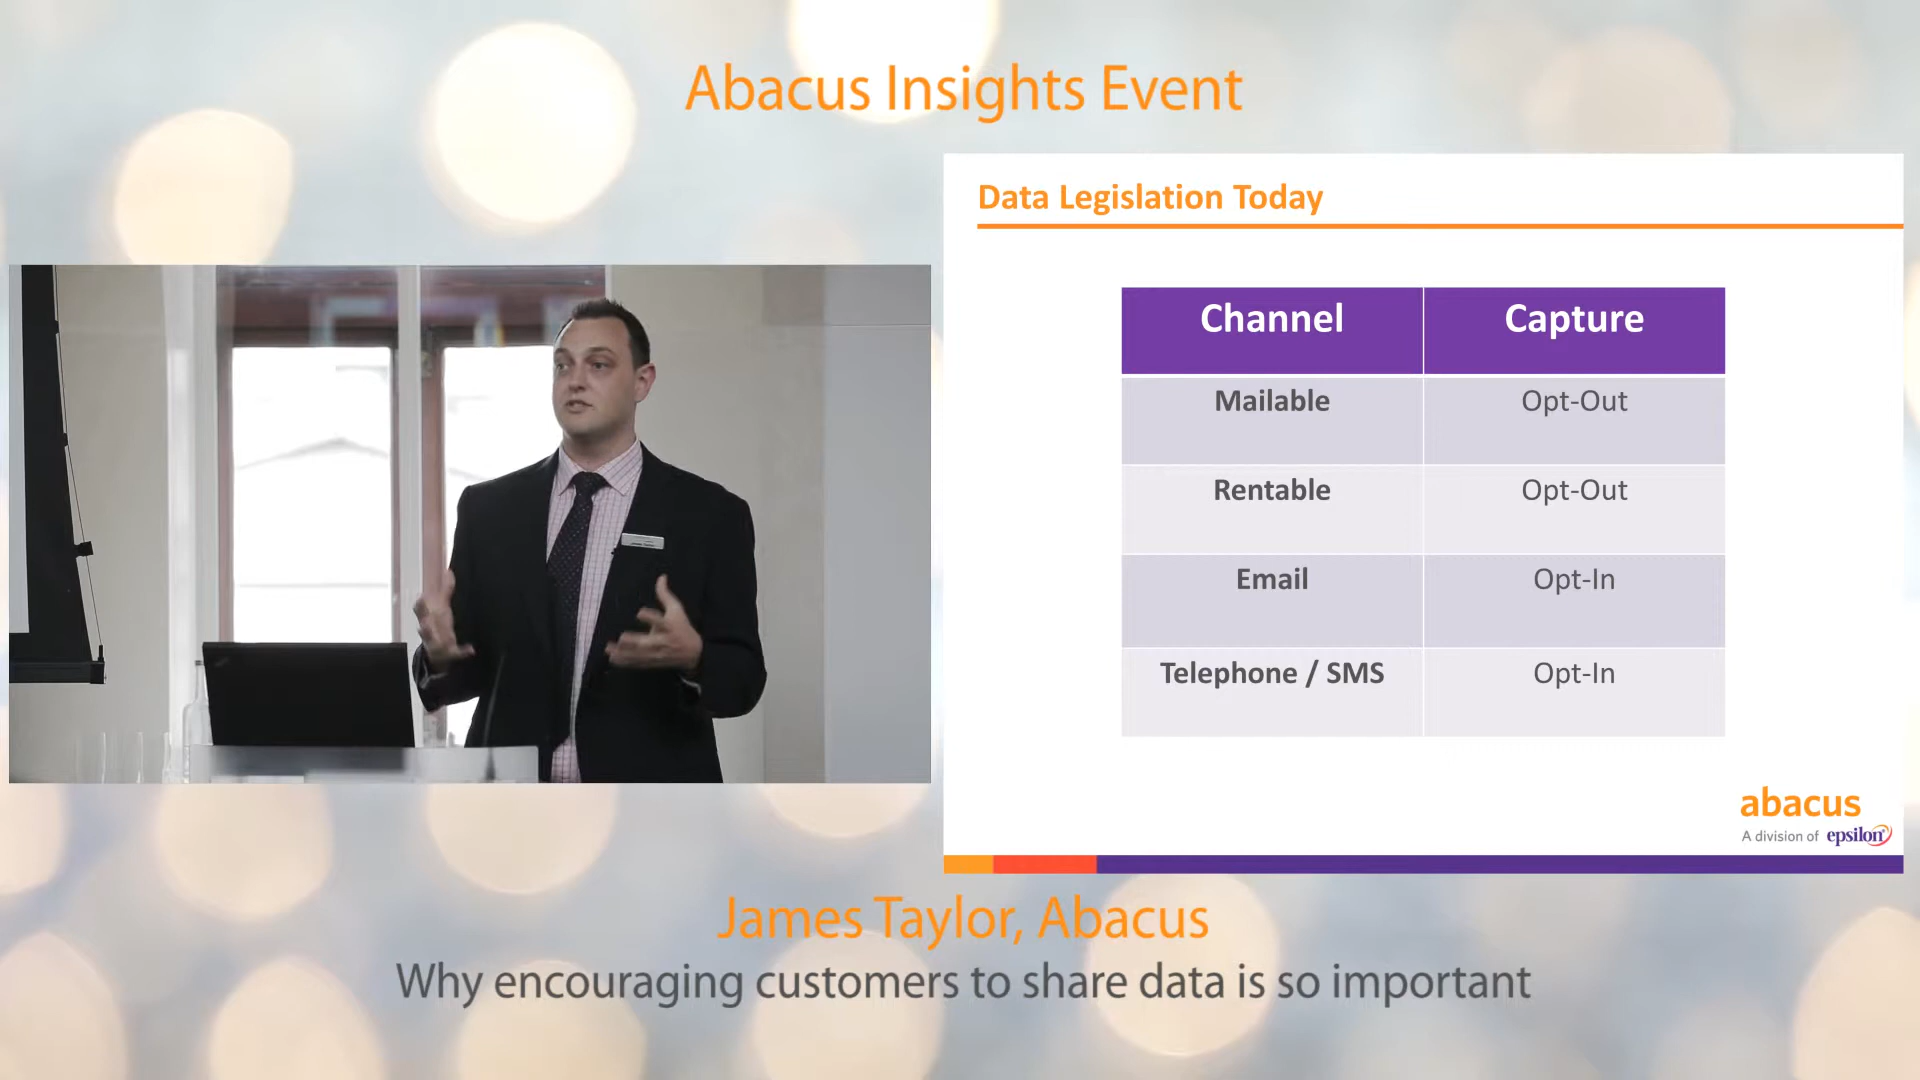 Abacus Insights Event
Data Legislation Today
Channel Capture
Mailable Opt-Out
Rentable Opt-Out
Email Opt-In
Telephone / SMS Opt-In
abacus
A division of epsilon
James Taylor, Abacus
Why encouraging customers to share data is so important